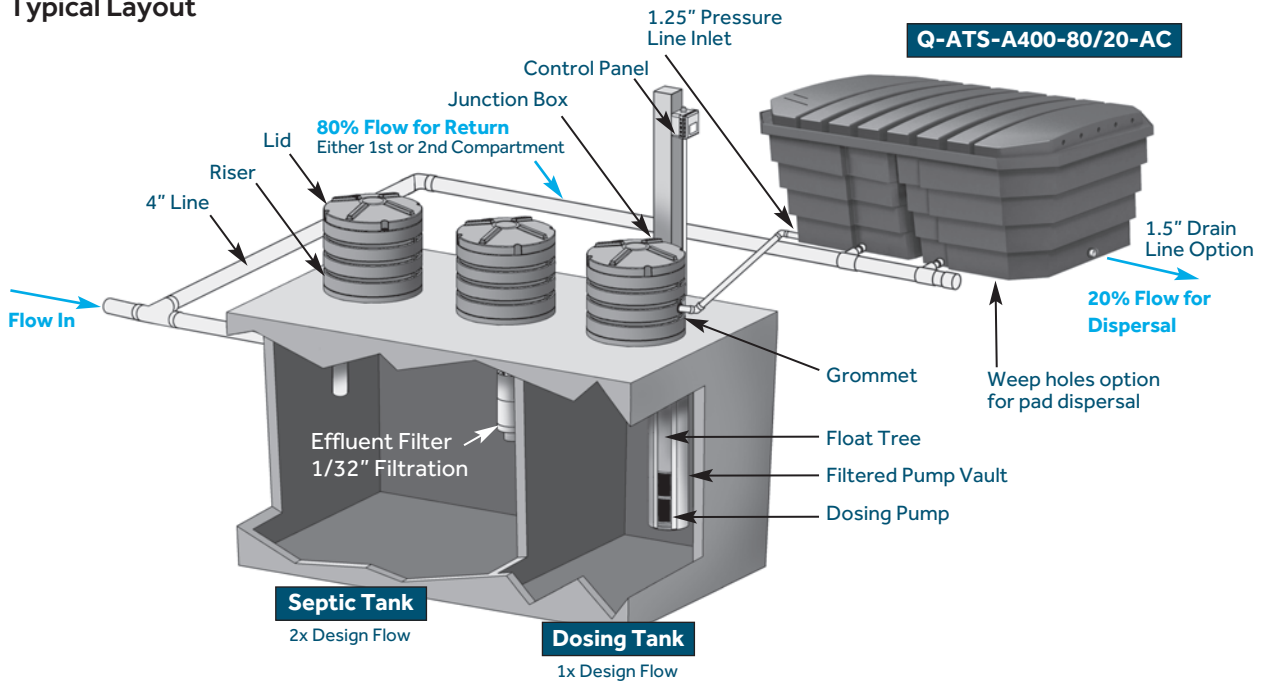 Typical Layout
1.25” Pressure
Line Inlet
Q-ATS-A400-80/20-AC
Control Panel
Junction Box
80% Flow for Return
Either 1st or 2nd Compartment
Lid
Riser
4” Line
Flow In
1.5” Drain
Line Option
20% Flow for
Dispersal
Grommet
Weep holes option
for pad dispersal
Effluent Filter
1/32” Filtration
Float Tree
Filtered Pump Vault
Dosing Pump
Septic Tank
2x Design Flow
Dosing Tank
1x Design Flow